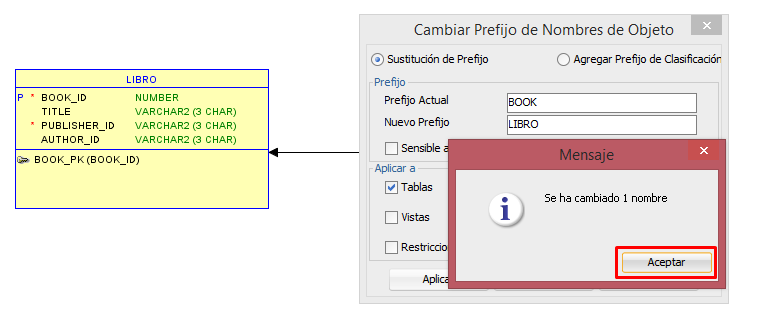 LIBRO
P * BOOK_ID NUMBER
TITLE VARCHAR2 (3 CHAR)
* PUBLISHER_ID VARCHAR2 (3 CHAR)
AUTHOR_ID VARCHAR2 (3 CHAR)
BOOK_PK (BOOK_ID)
Cambiar Prefijo de Nombres de Objeto
Sustitución de Prefijo Agregar Prefijo de Clasificación
Prefijo
Prefijo Actual BOOK
Nuevo Prefijo LIBRO
Sensible a
Aplicar a
Tablas
Vistas
Restriccio
Aplica
Mensaje
Se ha cambiado 1 nombre
Aceptar